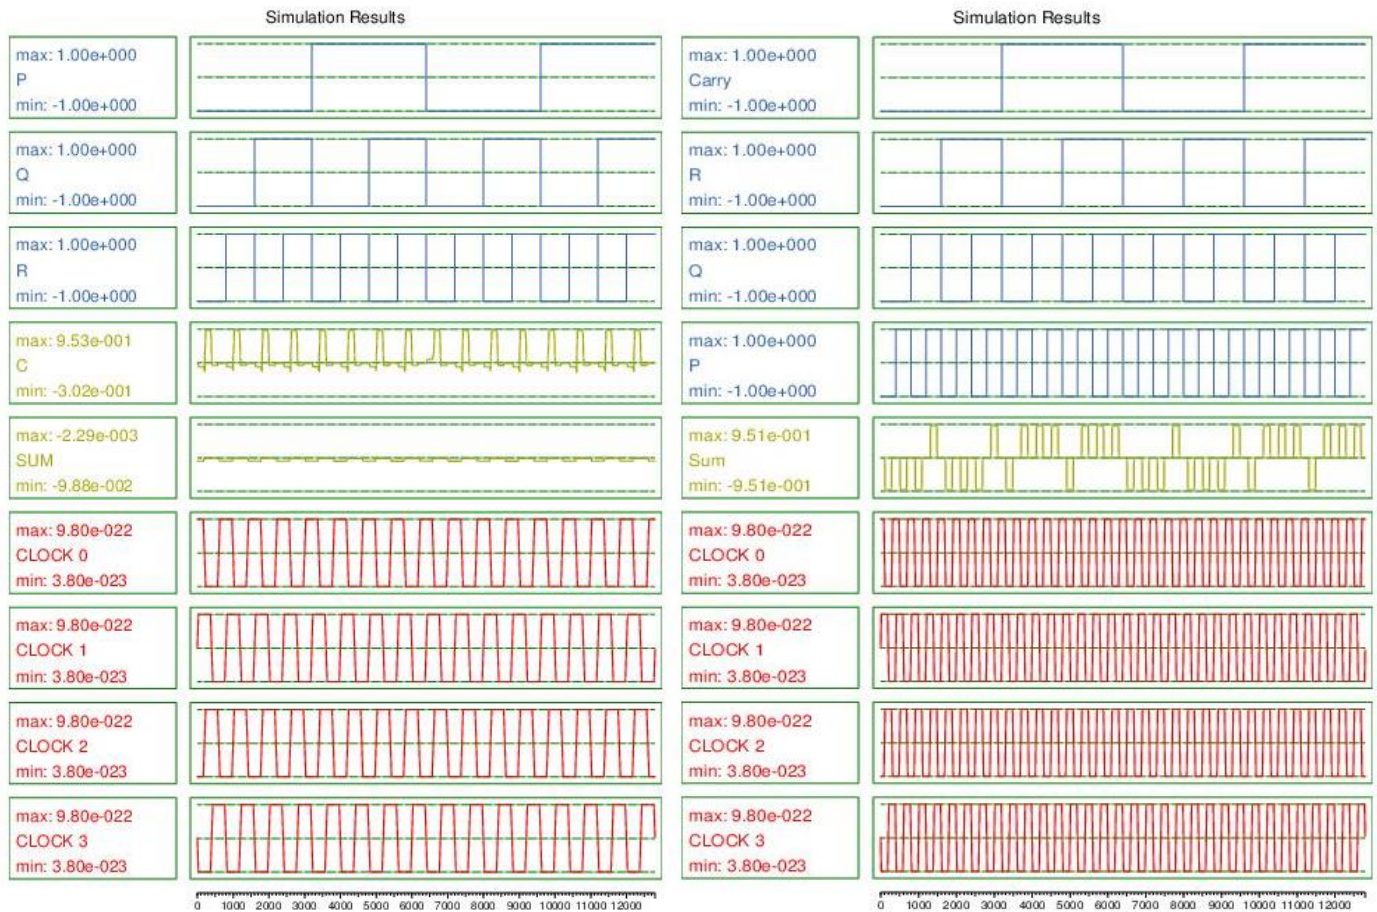 Simulation Results
max: 1.00e+000
P
min: -1.00e+000
max: 1.00e+000
Q
min: -1.00e+000
max: 1.00e+000
R
min: -1.00e+000
max: 9.53e-001
C
min: -3.02e-001
max: -2.29e-003
SUM
min: -9.88e-002
max: 9.80e-022
CLOCK 0
min: 3.80e-023
max: 9.80e-022
CLOCK 1
min: 3.80e-023
max: 9.80e-022
CLOCK 2
min: 3.80e-023
max: 9.80e-022
CLOCK 3
min: 3.80e-023
0 1000 2000 3000 4000 5000 6000 7000 8000 9000 10000 11000 12000
Simulation Results
max: 1.00e+000
Carry
min: -1.00e+000
max: 1.00e+000
R
min: -1.00e+000
max: 1.00e+000
Q
min: -1.00e+000
max: 1.00e+000
P
min: -1.00e+000
max: 9.51e-001
Sum
min: -9.51e-001
max: 9.80e-022
CLOCK 0
min: 3.80e-023
max: 9.80e-022
CLOCK 1
min: 3.80e-023
max: 9.80e-022
CLOCK 2
min: 3.80e-023
max: 9.80e-022
CLOCK 3
min: 3.80e-023
0 1000 2000 3000 4000 5000 6000 7000 8000 9000 10000 11000 12000